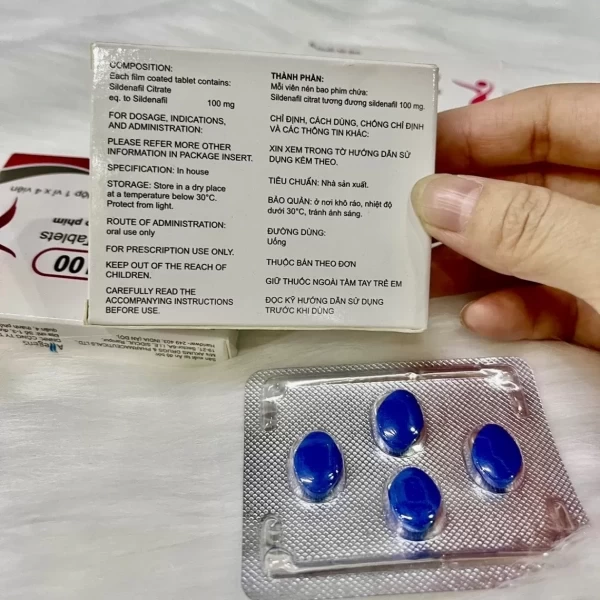 COMPOSITION:
Each film coated tablet contains:
Sildenafil Citrate
eq. to Sildenafil 100 mg
FOR DOSAGE, INDICATIONS,
AND ADMINISTRATION:
PLEASE REFER MORE OTHER
INFORMATION IN PACKAGE INSERT.
SPECIFICATION: In house
STORAGE: Store in a dry place
at a temperature below 30°C.
Protect from light.
ROUTE OF ADMINISTRATION:
oral use only
FOR PRESCRIPTION USE ONLY.
KEEP OUT OF THE REACH OF
CHILDREN.
CAREFULLY READ THE
ACCOMPANYING INSTRUCTIONS
BEFORE USE.
THÀNH PHẦN:
Mỗi viên nén bao phim chứa:
Sildenafil citrat tương đương sildenafil 100 mg.
CHỈ ĐỊNH, CÁCH DÙNG, CHỐNG CHỈ ĐỊNH
VÀ CÁC THÔNG TIN KHÁC:
XIN XEM TRONG TỜ HƯỚNG DẪN SỬ
DỤNG KÈM THEO.
TIÊU CHUẨN: Nhà sản xuất.
BẢO QUẢN: ở nơi khô ráo, nhiệt độ
dưới 30°C, tránh ánh sáng.
ĐƯỜNG DÙNG:
Uống
THUỐC BÁN THEO ĐƠN
GIỮ THUỐC NGOÀI TẦM TAY TRẺ EM
ĐỌC KỸ HƯỚNG DẪN SỬ DỤNG
TRƯỚC KHI DÙNG
1 vỉ x 4 viên
phim
Tablets
100